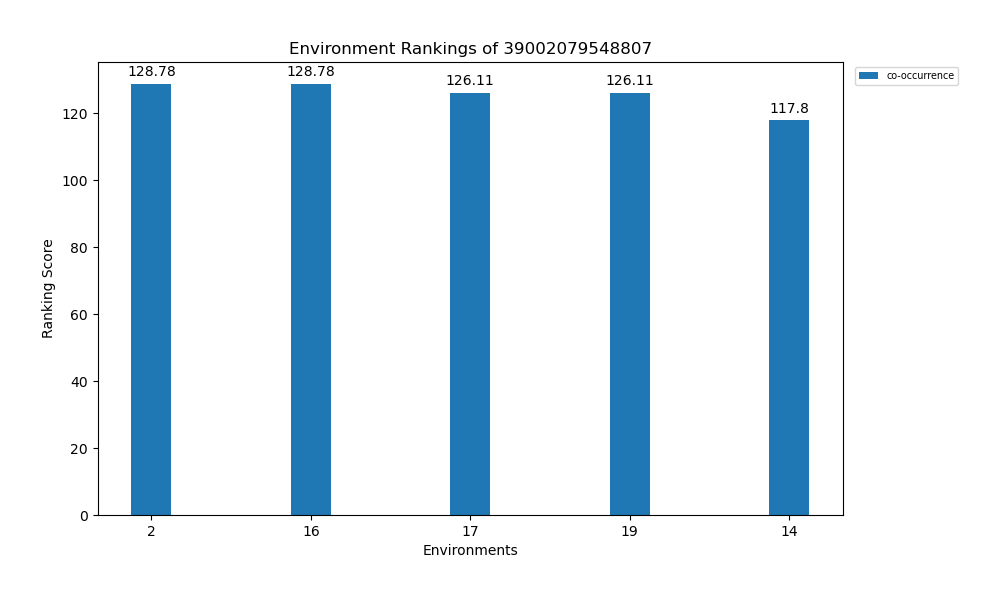 Environment Rankings of 39002079548807
co-occurrence
128.78
128.78
126.11
126.11
117.8
Ranking Score
120
100
80
60
40
20
0
2 16 17 19 14
Environments